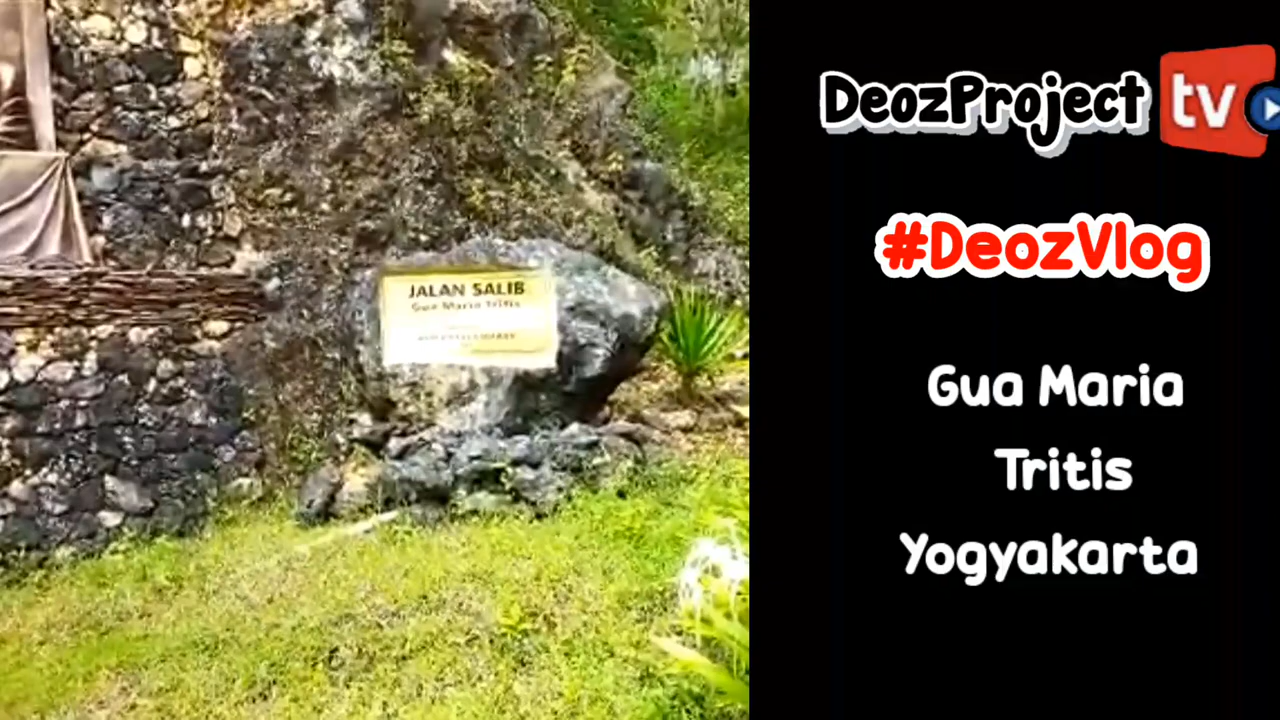 JALAN SALIB
Gua Maria Tritis
DeozProject tv
#DeozVlog
Gua Maria
Tritis
Yogyakarta